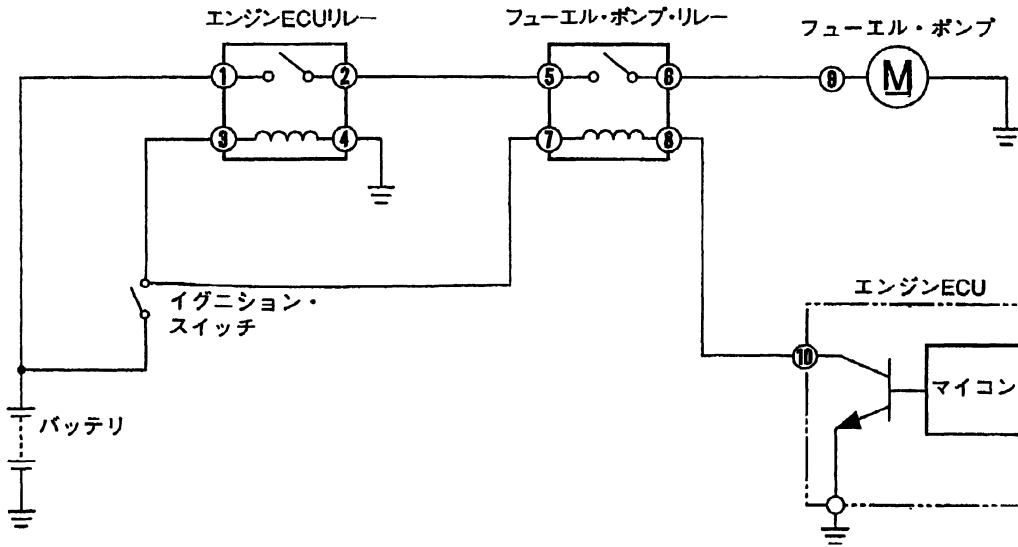 エンジンECUリレー
フューエル・ポンプ・リレー
フューエル・ポンプ
1
2
5
6
9
M
3
4
7
8
イグニション・
スイッチ
エンジンECU
10
マイコン
バッテリ